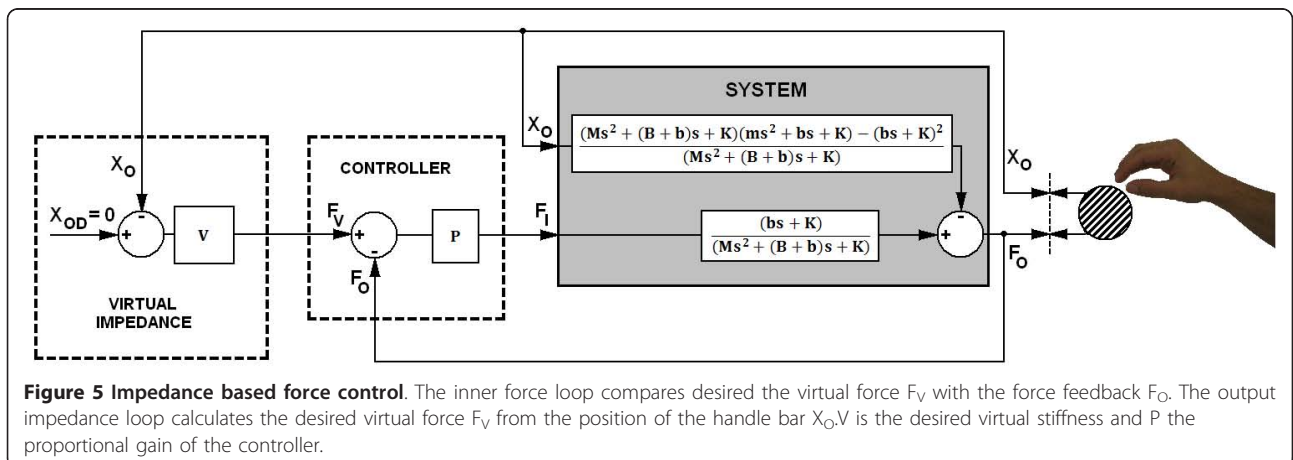 SYSTEM
X_O
(Ms² + (B + b)s + K)(ms² + bs + K) − (bs + K)²
(Ms² + (B + b)s + K)
CONTROLLER
X_O
X_O
X_OD = 0
-
+
V
F_V
+
-
F_O
P
F_I
(bs + K)
(Ms² + (B + b)s + K)
-
+
F_O
VIRTUAL
IMPEDANCE
Figure 5 Impedance based force control. The inner force loop compares desired the virtual force F_V with the force feedback F_O. The output
impedance loop calculates the desired virtual force F_V from the position of the handle bar X_O.V is the desired virtual stiffness and P the
proportional gain of the controller.